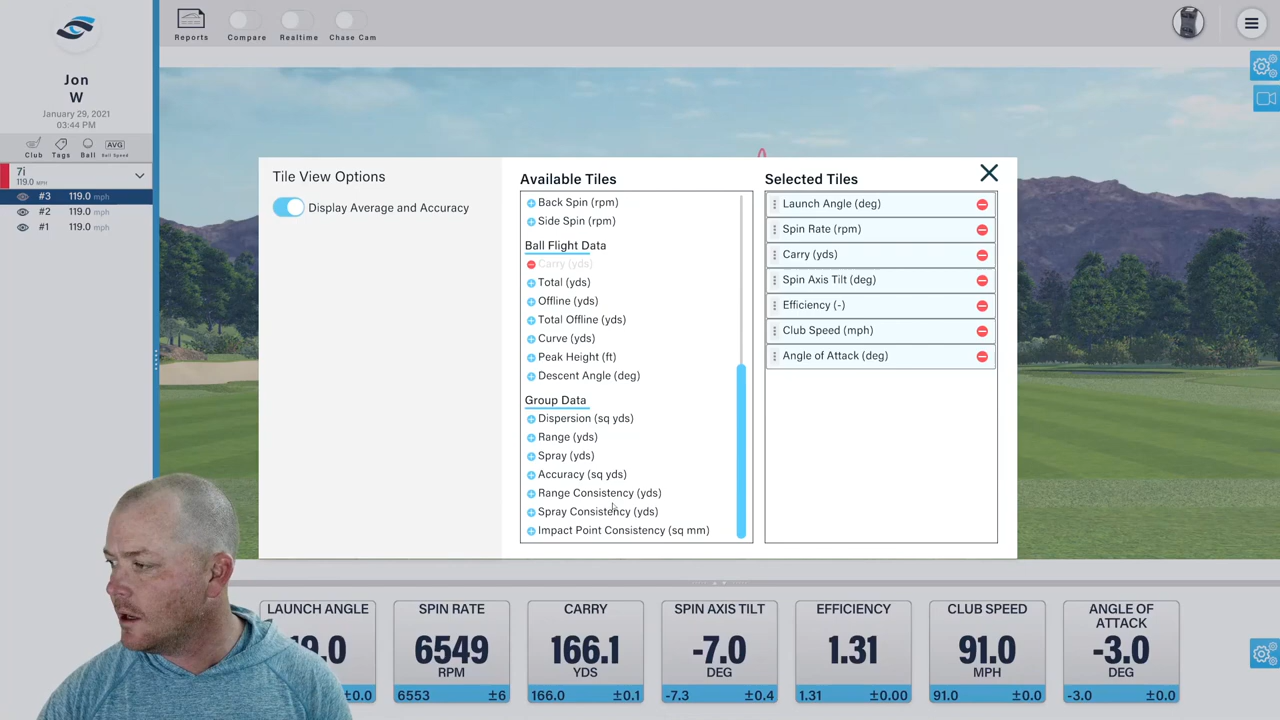 Jon
W
January 29, 2021
03:44 PM
Club Tags Ball AVG
Ball Speed
7i
119.0 MPH
#3 119.0 mph
#2 119.0 mph
#1 119.0 mph
Reports Compare Realtime Chase Cam
Tile View Options
Display Average and Accuracy
Available Tiles
Back Spin (rpm)
Side Spin (rpm)
Ball Flight Data
Carry (yds)
Total (yds)
Offline (yds)
Total Offline (yds)
Curve (yds)
Peak Height (ft)
Descent Angle (deg)
Group Data
Dispersion (sq yds)
Range (yds)
Spray (yds)
Accuracy (sq yds)
Range Consistency (yds)
Spray Consistency (yds)
Impact Point Consistency (sq mm)
Selected Tiles
Launch Angle (deg)
Spin Rate (rpm)
Carry (yds)
Spin Axis Tilt (deg)
Efficiency (-)
Club Speed (mph)
Angle of Attack (deg)
LAUNCH ANGLE
9.0
±0.0
SPIN RATE
6549
RPM
6553 ±6
CARRY
166.1
YDS
166.0 ±0.1
SPIN AXIS TILT
-7.0
DEG
-7.3 ±0.4
EFFICIENCY
1.31
1.31 ±0.00
CLUB SPEED
91.0
MPH
91.0 ±0.0
ANGLE OF
ATTACK
-3.0
DEG
-3.0 ±0.0